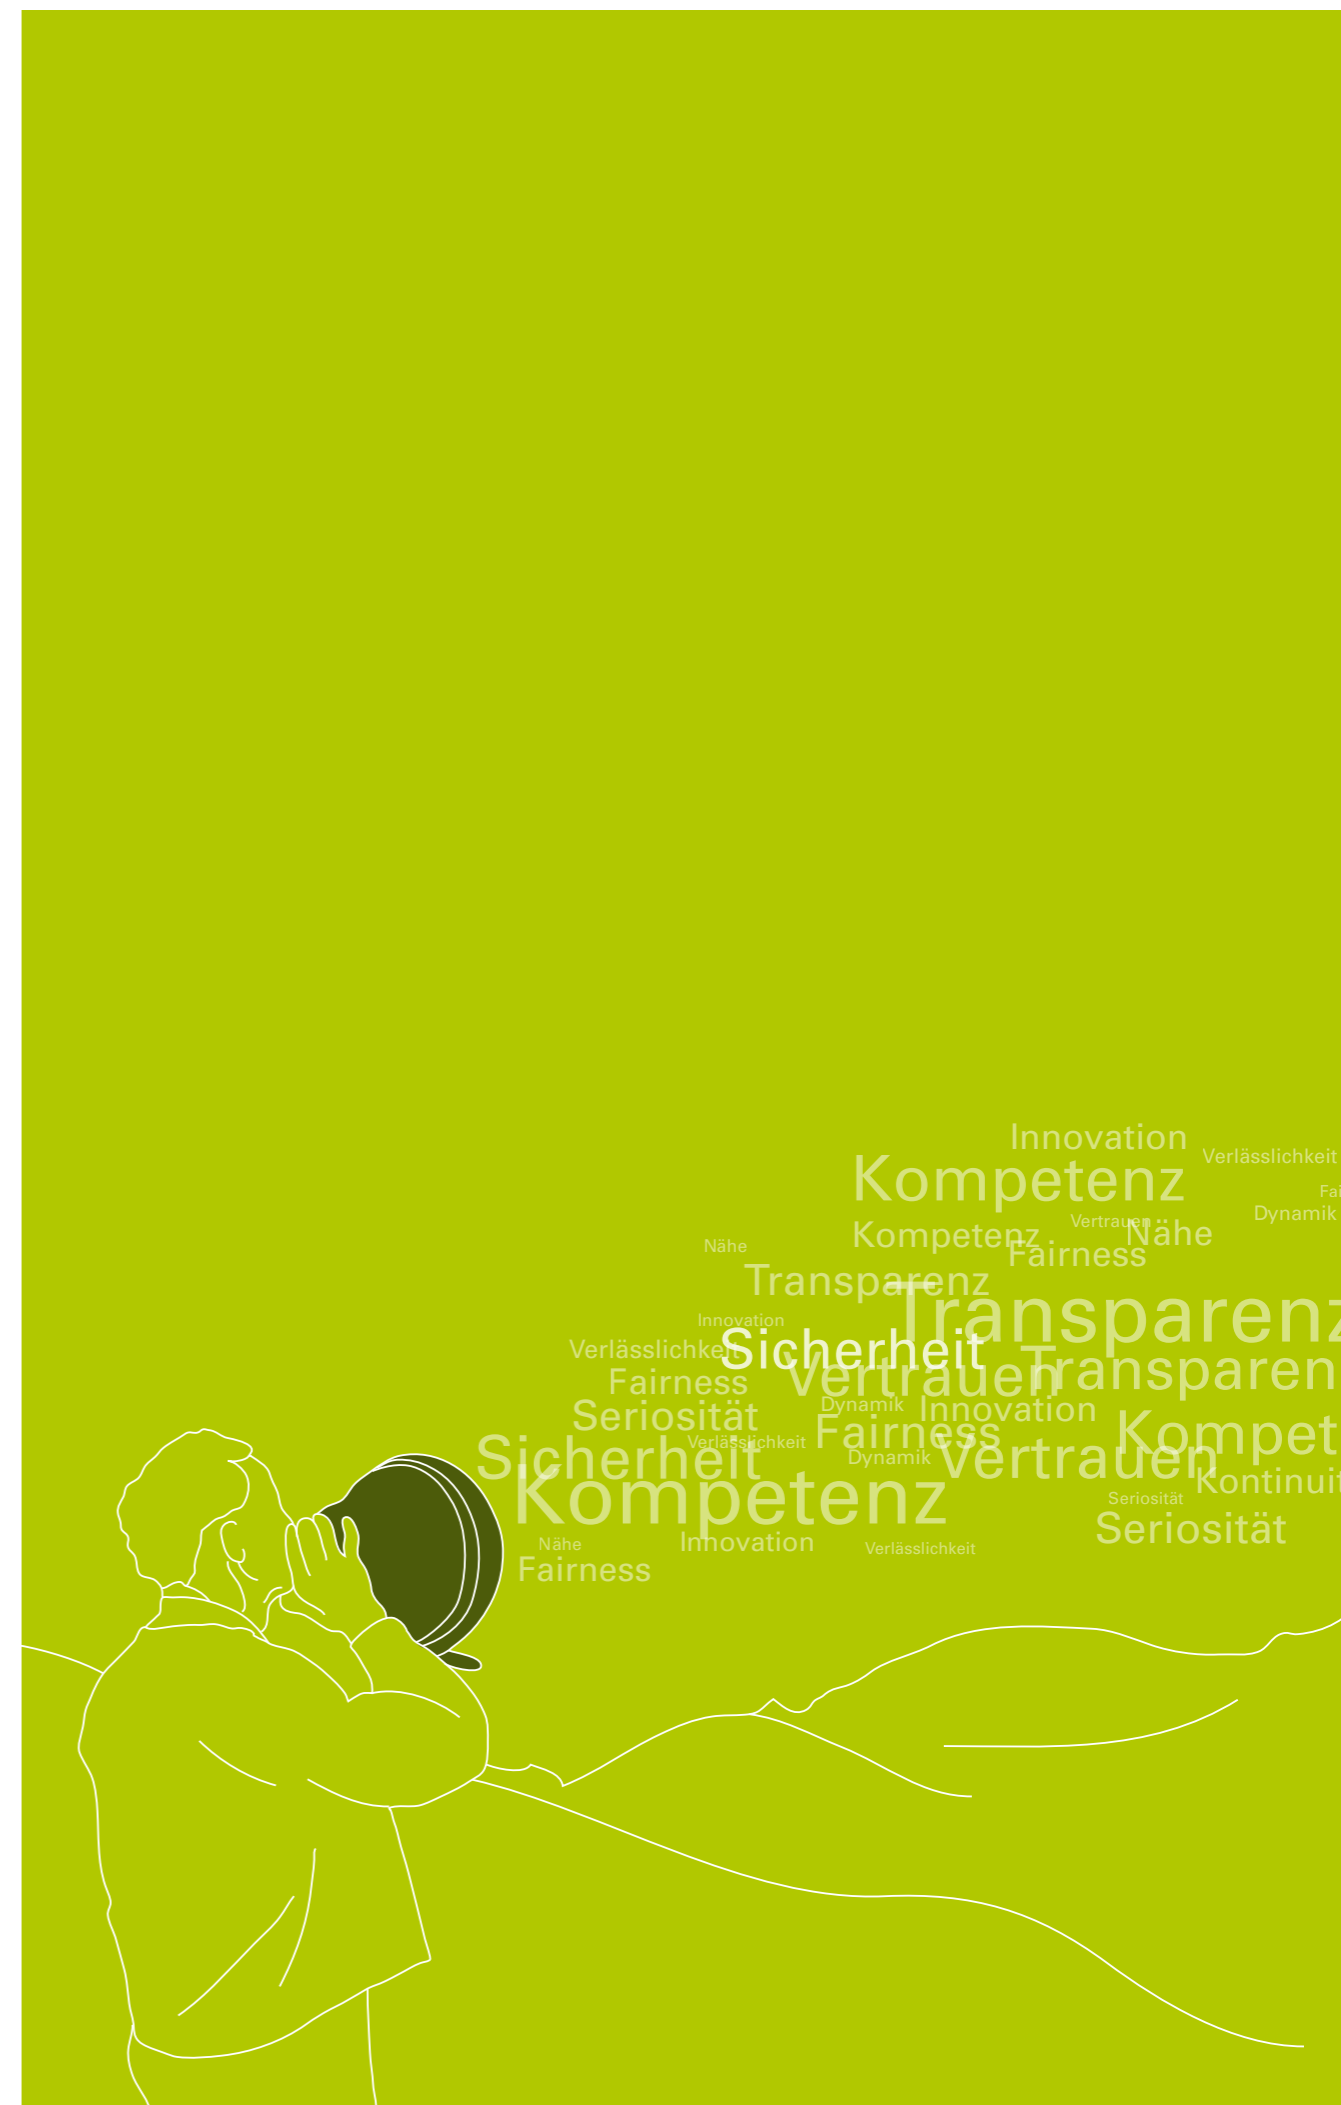 Innovation
Verlässlichkeit
Kompetenz
Fai
Dynamik
Vertrauen
Nähe
Kompetenz
Fairness
Nähe
Transparenz
Transparenz
Innovation
Sicherheit
Verlässlichkeit
Vertrauen
Transparen
Fairness
Dynamik
Innovation
Seriosität
Fairness
Kompet
Verlässlichkeit
Sicherheit
Dynamik
Vertrauen
Kontinuit
Kompetenz
Seriosität
Seriosität
Nähe
Innovation
Verlässlichkeit
Fairness